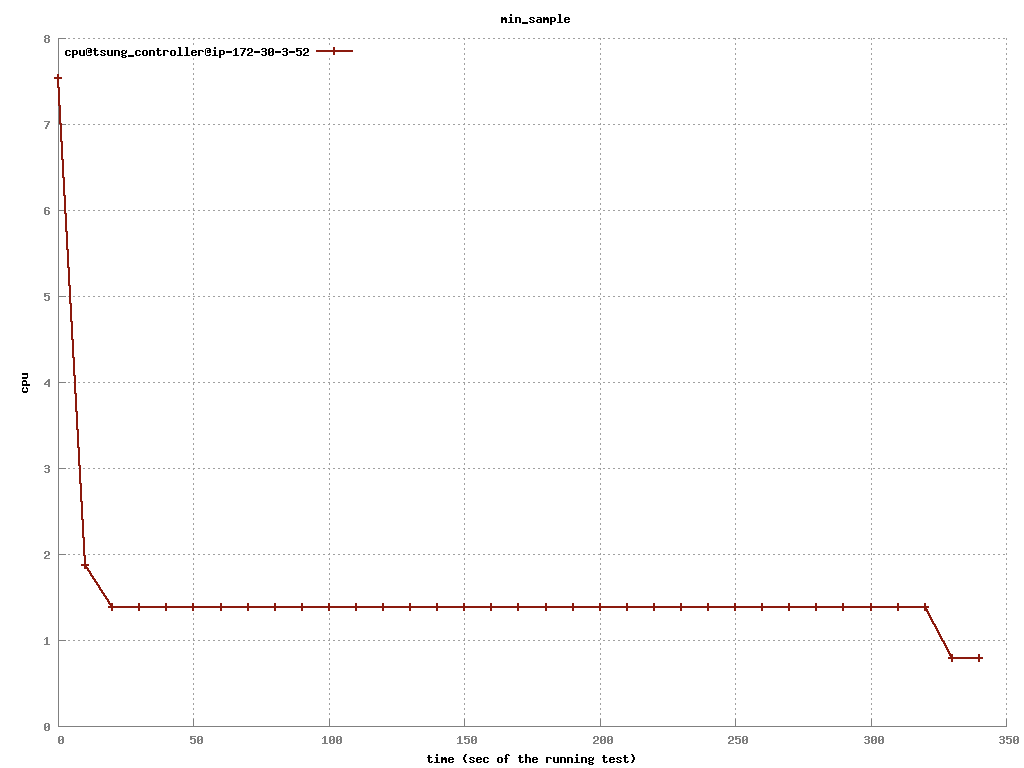 min_sample
cpu@tsung_controller@ip-172-30-3-52
8
7
6
5
4
3
2
1
0
cpu
0 50 100 150 200 250 300 350
time (sec of the running test)